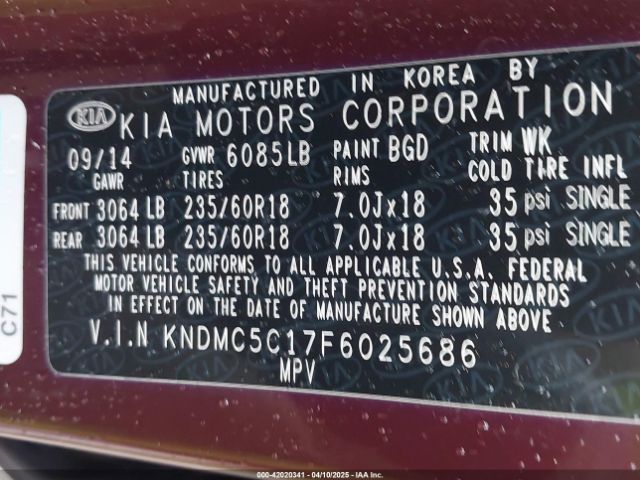 MANUFACTURED IN KOREA BY
KIA KIA MOTORS CORPORATION
09/14 GVWR 6085LB PAINT BGD TRIM WK
GAWR TIRES RIMS COLD TIRE INFL
FRONT 3064 LB 235/60R18 7.0Jx18 35 psi SINGLE
REAR 3064 LB 235/60R18 7.0Jx18 35 psi SINGLE
THIS VEHICLE CONFORMS TO ALL APPLICABLE U.S.A. FEDERAL
MOTOR VEHICLE SAFETY AND THEFT PREVENTION STANDARDS
IN EFFECT ON THE DATE OF MANUFACTURE SHOWN ABOVE.
V.I.N KNDMC5C17F6025686
MPV
C71
000-42020341 - 04/10/2025 - IAAI, Inc.